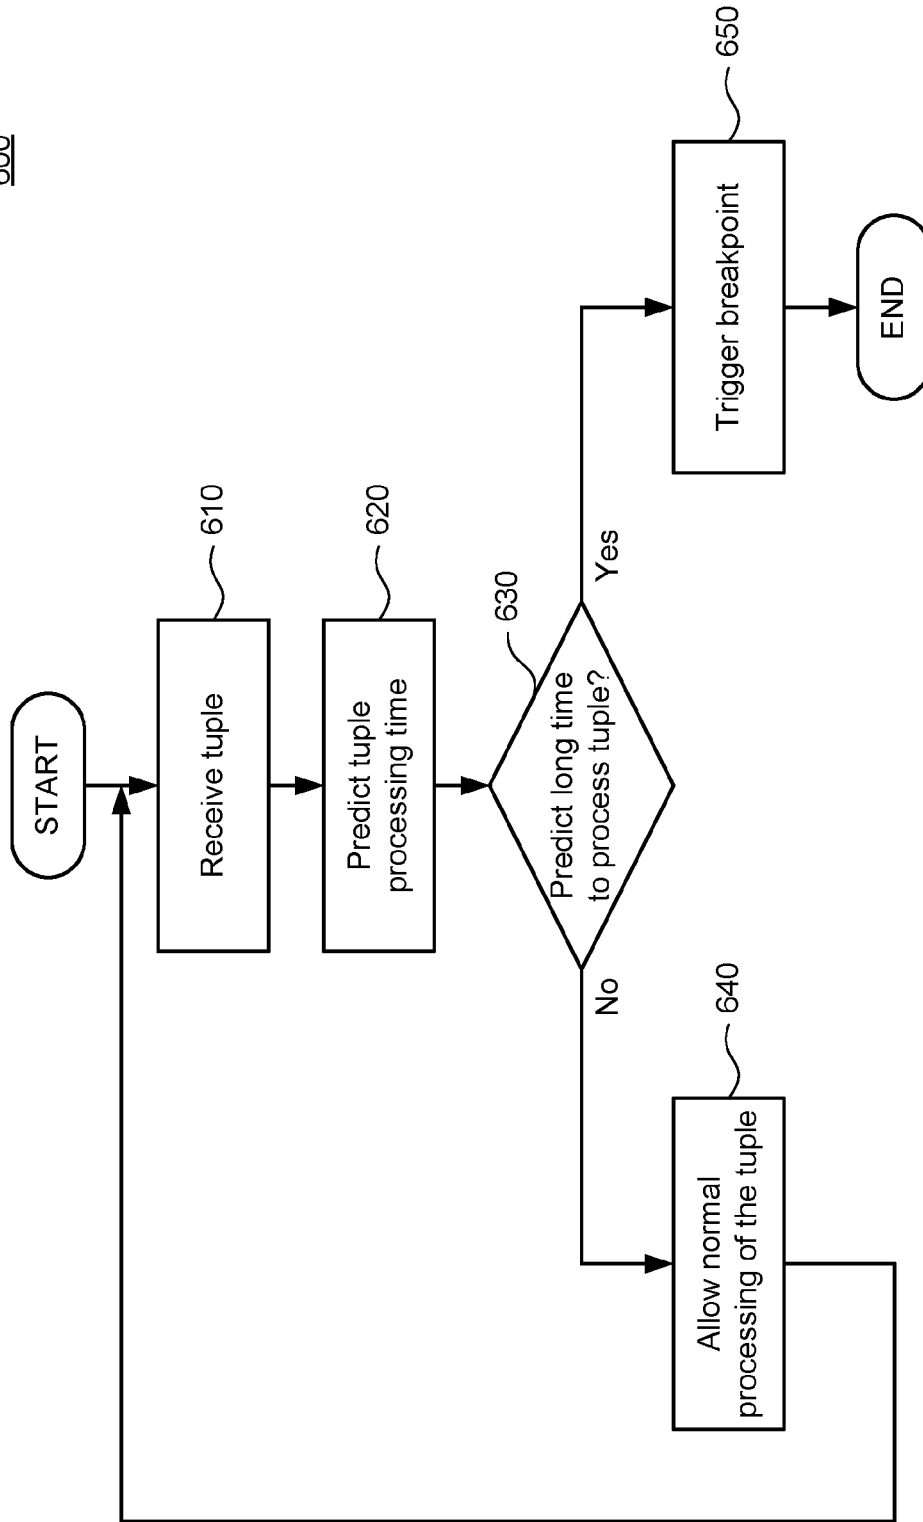 600
START
Receive tuple
610
Predict tuple
processing time
620
630
Predict long time
to process tuple?
No
Yes
Allow normal
processing of the tuple
640
Trigger breakpoint
650
END